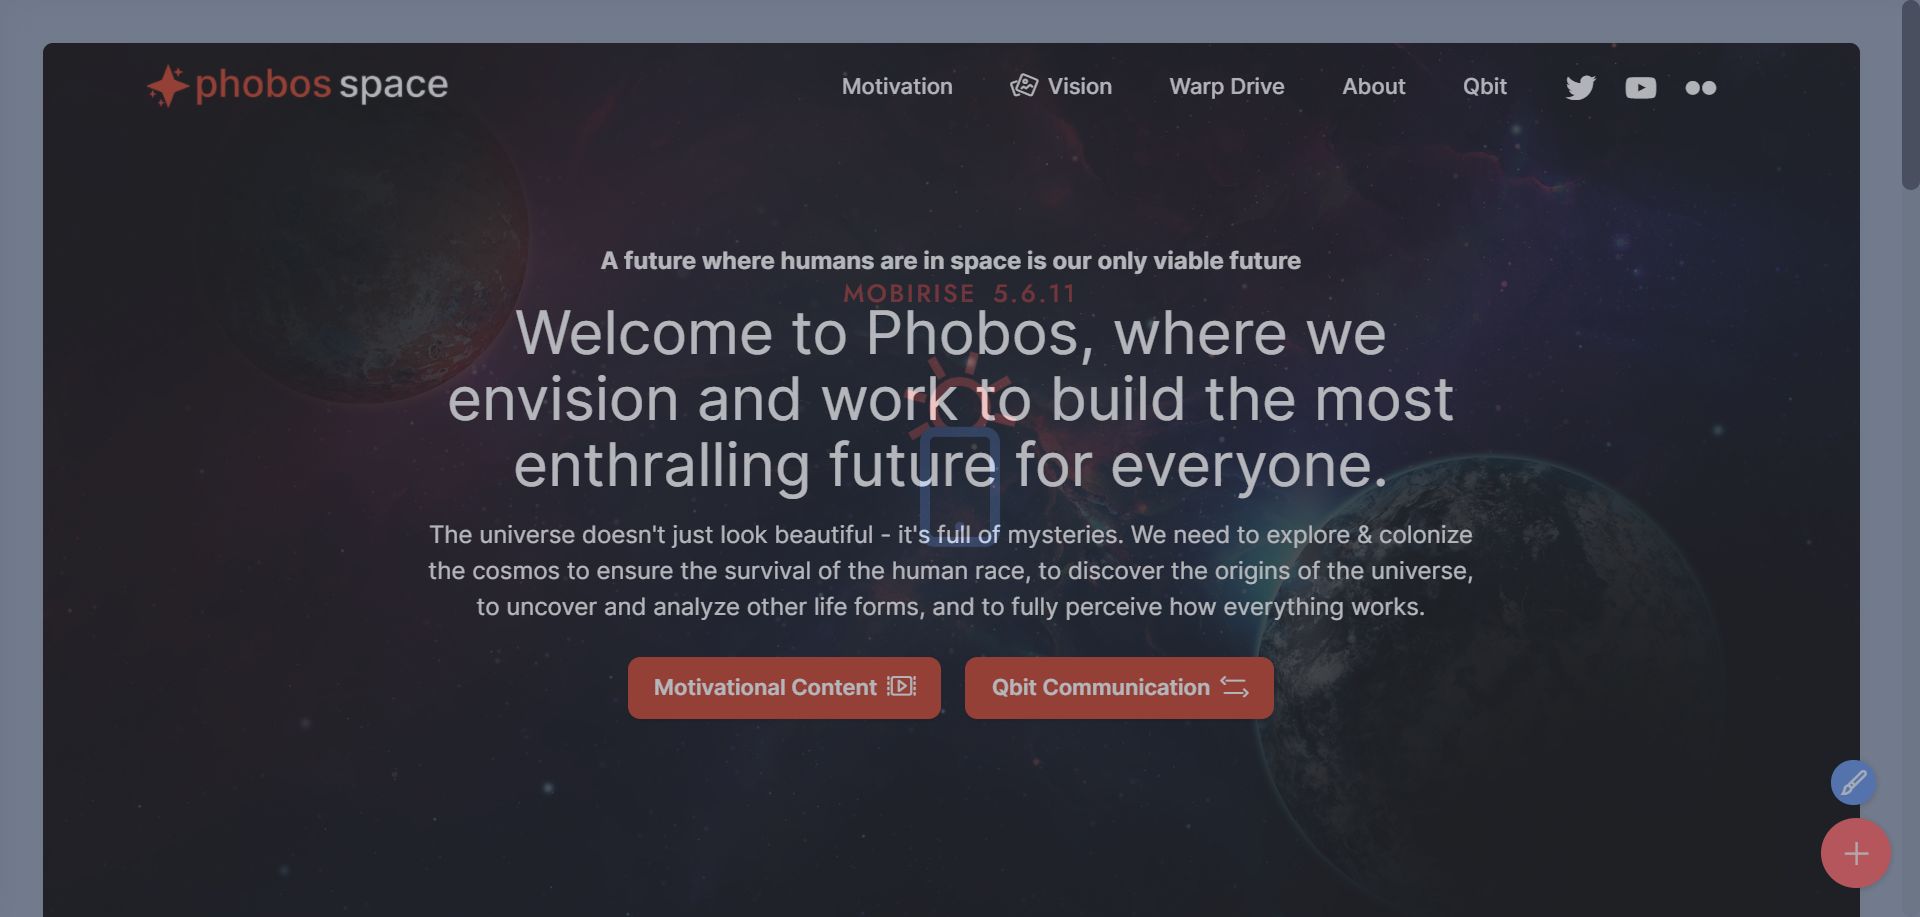 phobos space
Motivation Vision Warp Drive About Qbit
A future where humans are in space is our only viable future
MOBIRISE 5.6.11
Welcome to Phobos, where we
envision and work to build the most
enthralling future for everyone.
The universe doesn't just look beautiful - it's full of mysteries. We need to explore & colonize
the cosmos to ensure the survival of the human race, to discover the origins of the universe,
to uncover and analyze other life forms, and to fully perceive how everything works.
Motivational Content
Qbit Communication